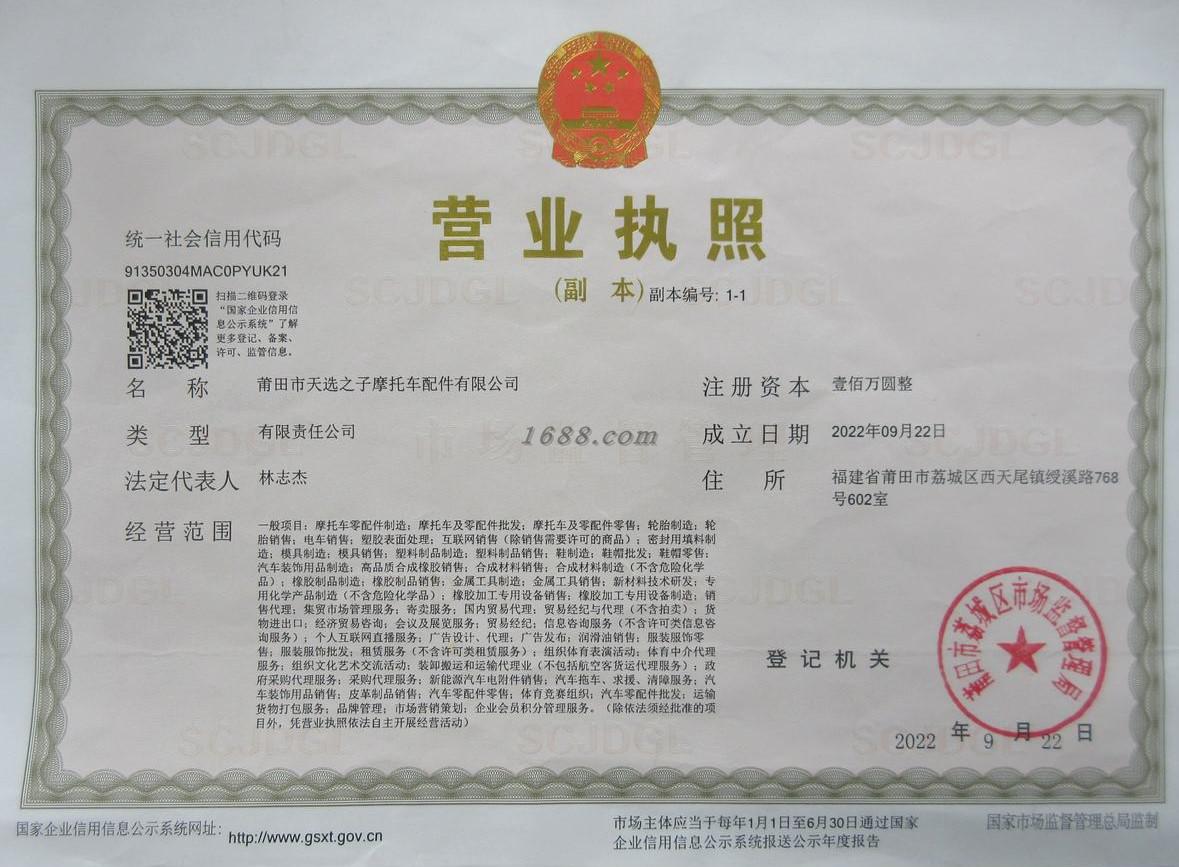 营业执照
(副 本) 副本编号: 1-1
统一社会信用代码
91350304MAC0PYUK21
扫描二维码登录
“国家企业信用信
息公示系统”了解
更多登记、备案、
许可、监管信息。
名 称 莆田市天选之子摩托车配件有限公司
类 型 有限责任公司
法定代表人 林志杰
经营范围 一般项目：摩托车零配件制造；摩托车及零配件批发；摩托车及零配件零售；轮胎制造；轮
胎销售；电车销售；塑胶表面处理；互联网销售（除销售需要许可的商品）；密封用填料制
造；模具制造；模具销售；塑料制品制造；塑料制品销售；鞋制造；鞋帽批发；鞋帽零售；
汽车装饰用品制造；高品质合成橡胶销售；合成材料销售；合成材料制造（不含危险化学
品）；橡胶制品制造；橡胶制品销售；金属工具制造；金属工具销售；新材料技术研发；专
用化学产品制造（不含危险化学品）；橡胶加工专用设备销售；橡胶加工专用设备制造；销
售代理；集贸市场管理服务；寄卖服务；国内贸易代理；贸易经纪与代理（不含拍卖）；货
物进出口；经济贸易咨询；会议及展览服务；贸易经纪；信息咨询服务（不含许可类信息咨
询服务）；个人互联网直播服务；广告设计、代理；广告发布；润滑油销售；服装服饰零
售；服装服饰批发；租赁服务（不含许可类租赁服务）；组织体育表演活动；体育中介代理
服务；组织文化艺术交流活动；装卸搬运和运输代理业（不包括航空客货运代理服务）；政
府采购代理服务；采购代理服务；新能源汽车电附件销售；汽车拖车、求援、清障服务；汽
车装饰用品销售；皮革制品销售；汽车零配件零售；体育竞赛组织；汽车零配件批发；运输
货物打包服务；品牌管理；市场营销策划；企业会员积分管理服务。（除依法须经批准的项
目外，凭营业执照依法自主开展经营活动）
注册资本 壹佰万圆整
成立日期 2022年09月22日
住 所 福建省莆田市荔城区西天尾镇绶溪路768
号602室
1688.com
登记机关
莆田市荔城区市场监督管理局
2022 年 9 月 22 日
国家企业信用信息公示系统网址: http://www.gsxt.gov.cn
市场主体应当于每年1月1日至6月30日通过国家
企业信用信息公示系统报送公示年度报告
国家市场监督管理总局监制
SCJDGL
市场监督管理